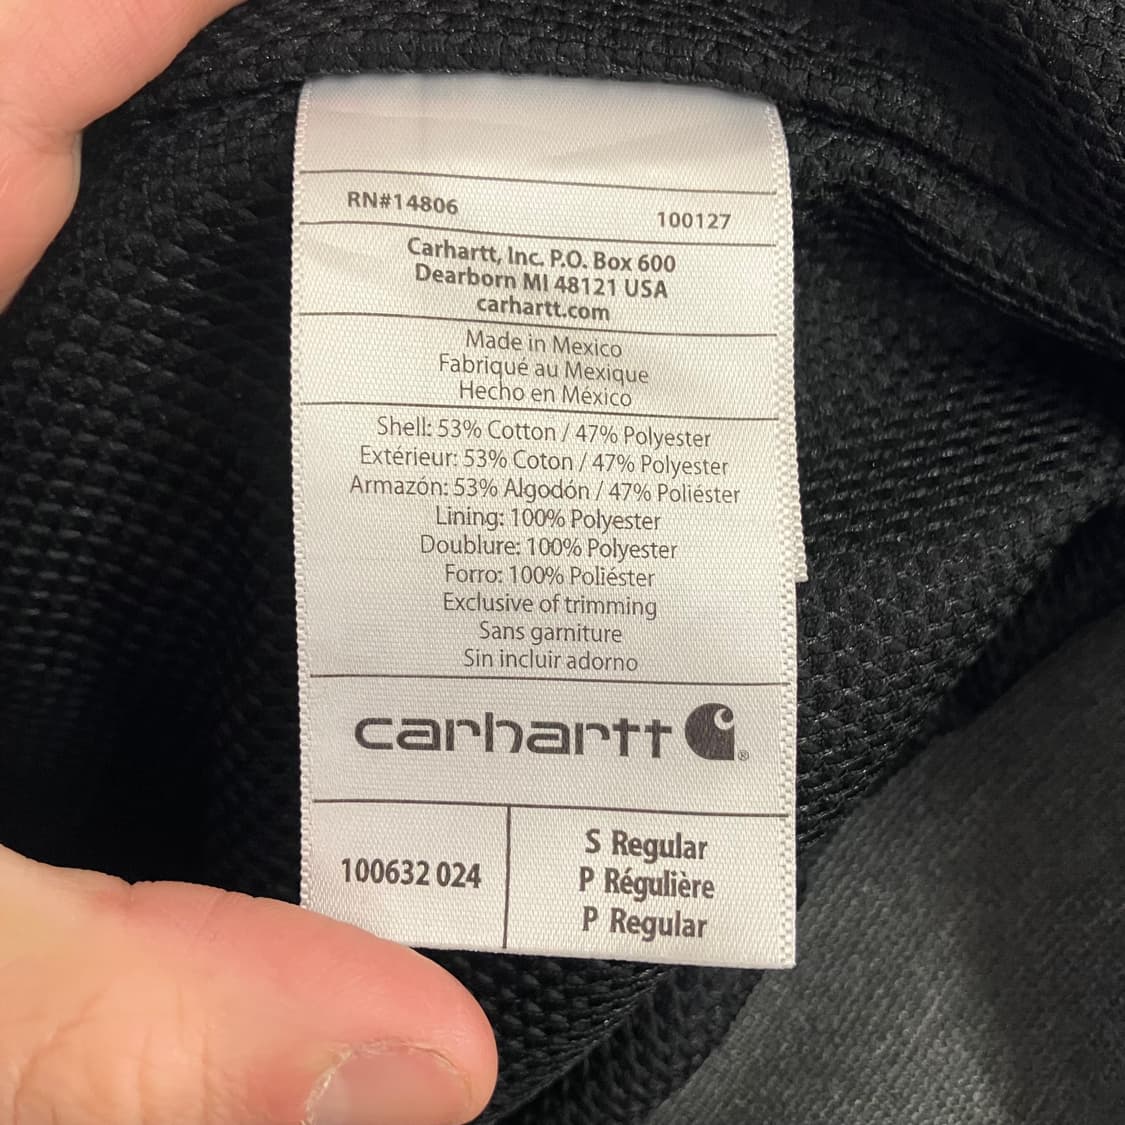 RN#14806
100127
Carhartt, Inc. P.O. Box 600
Dearborn MI 48121 USA
carhartt.com
Made in Mexico
Fabriqué au Mexique
Hecho en México
Shell: 53% Cotton / 47% Polyester
Extérieur: 53% Coton / 47% Polyester
Armazón: 53% Algodón / 47% Poliéster
Lining: 100% Polyester
Doublure: 100% Polyester
Forro: 100% Poliéster
Exclusive of trimming
Sans garniture
Sin incluir adorno
carhartt ®
100632 024
S Regular
P Régulière
P Regular